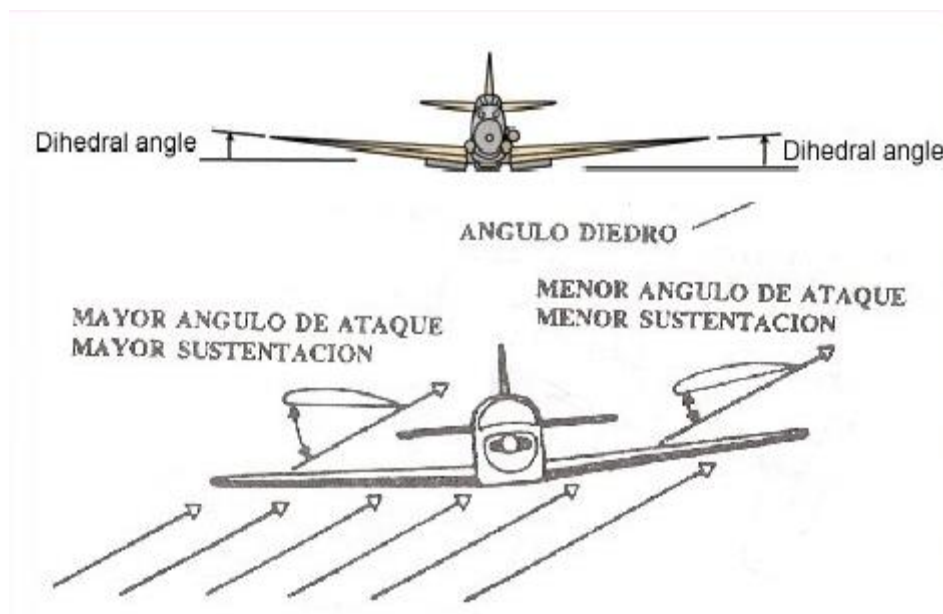 Dihedral angle
Dihedral angle
ANGULO DIEDRO
MENOR ANGULO DE ATAQUE
MENOR SUSTENTACION
MAYOR ANGULO DE ATAQUE
MAYOR SUSTENTACION